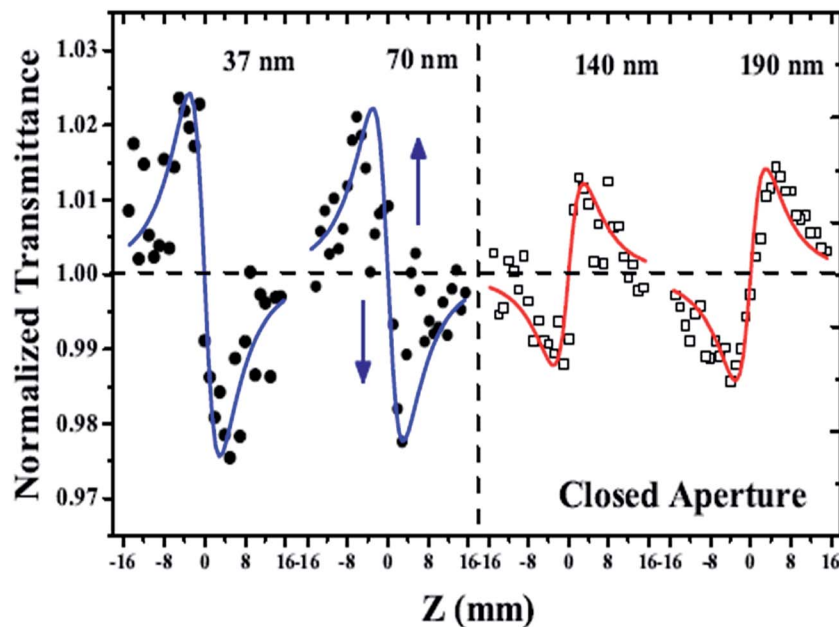 1.03
1.02
1.01
1.00
0.99
0.98
0.97
Normalized Transmittance
37 nm
70 nm
140 nm
190 nm
Closed Aperture
-16 -8 0 8 16 -16 -8 0 8 16 -16 -8 0 8 16 -16 -8 0 8 16
Z (mm)